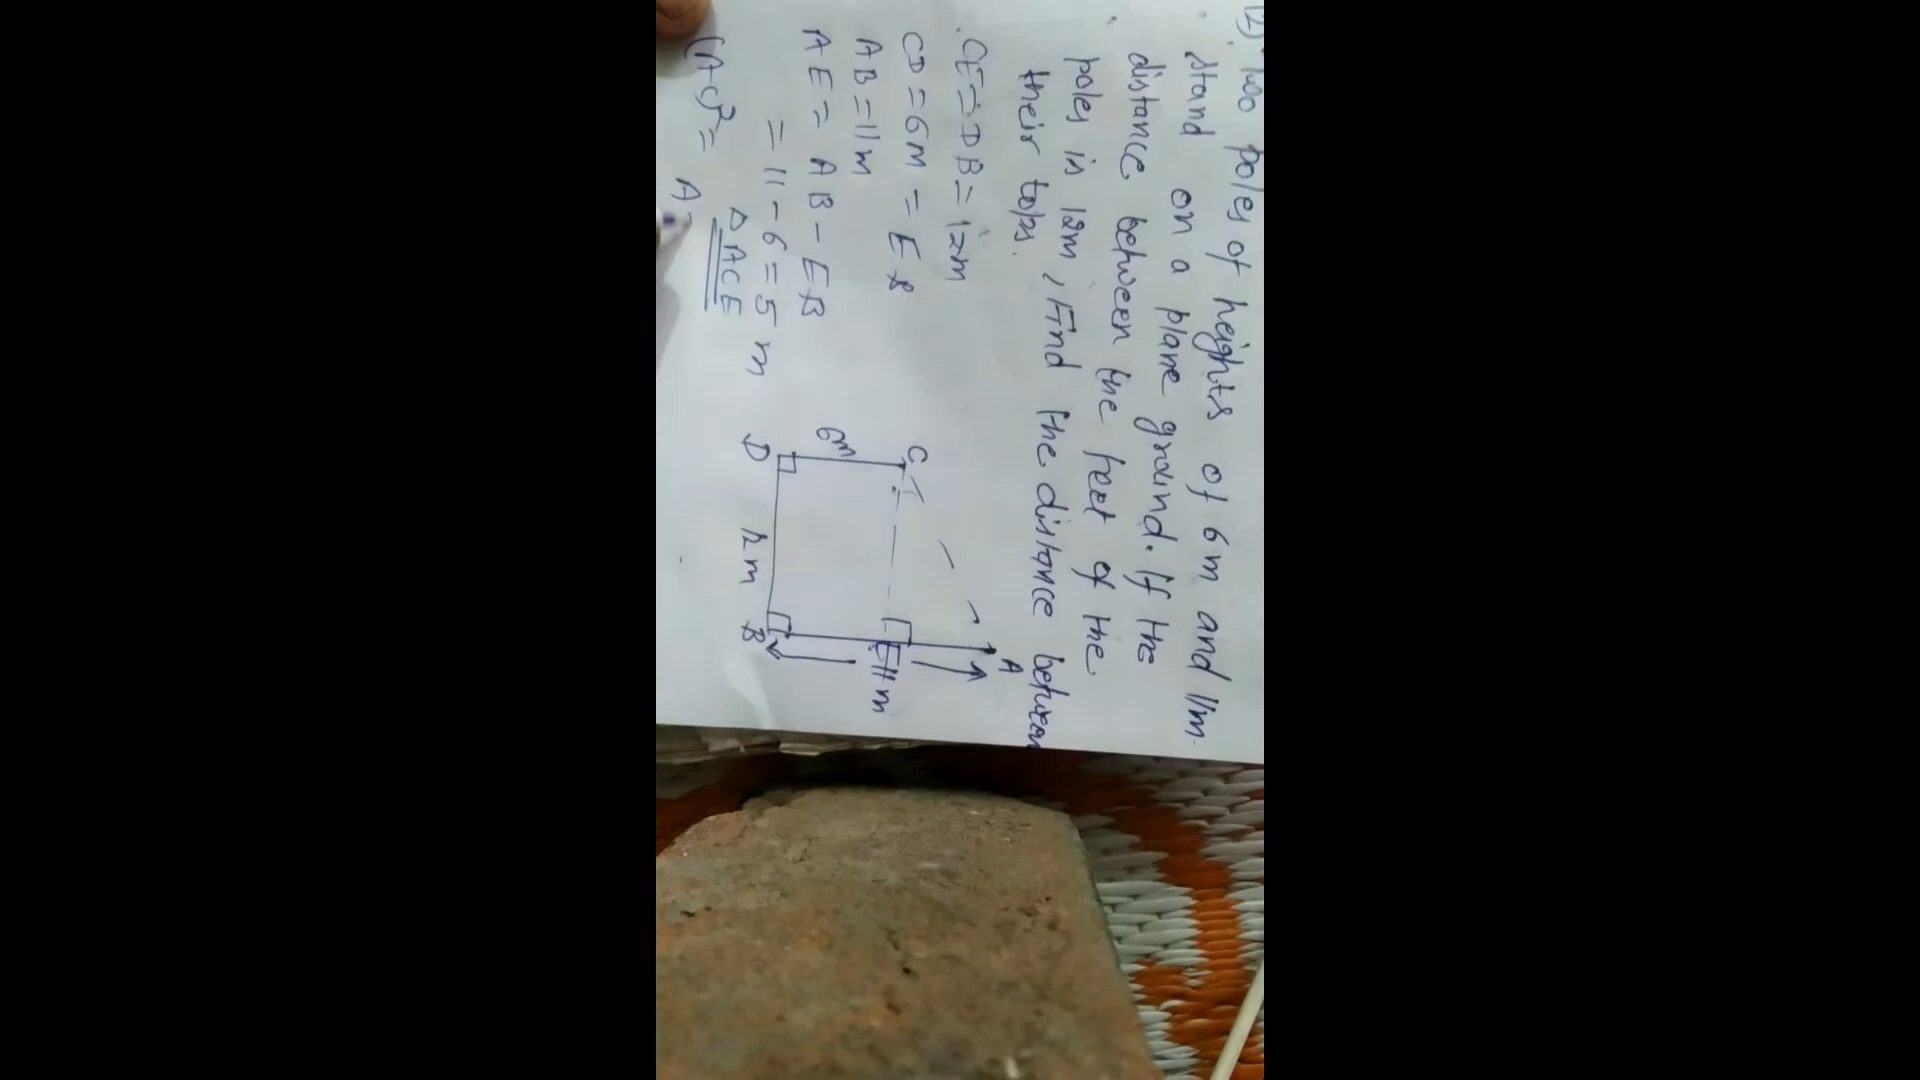 12) Two poles of heights of 6m and 11m
stand on a plane ground. If the
distance between the feet of the
poles is 12m, Find the distance between
their tops.
CE = DB = 12m
CD = 6M = EB
AB = 11m
AE = AB - EB
= 11 - 6 = 5 m
△ACE
(AC)² =
A
C
6m
D
12m
B
E
11m
A